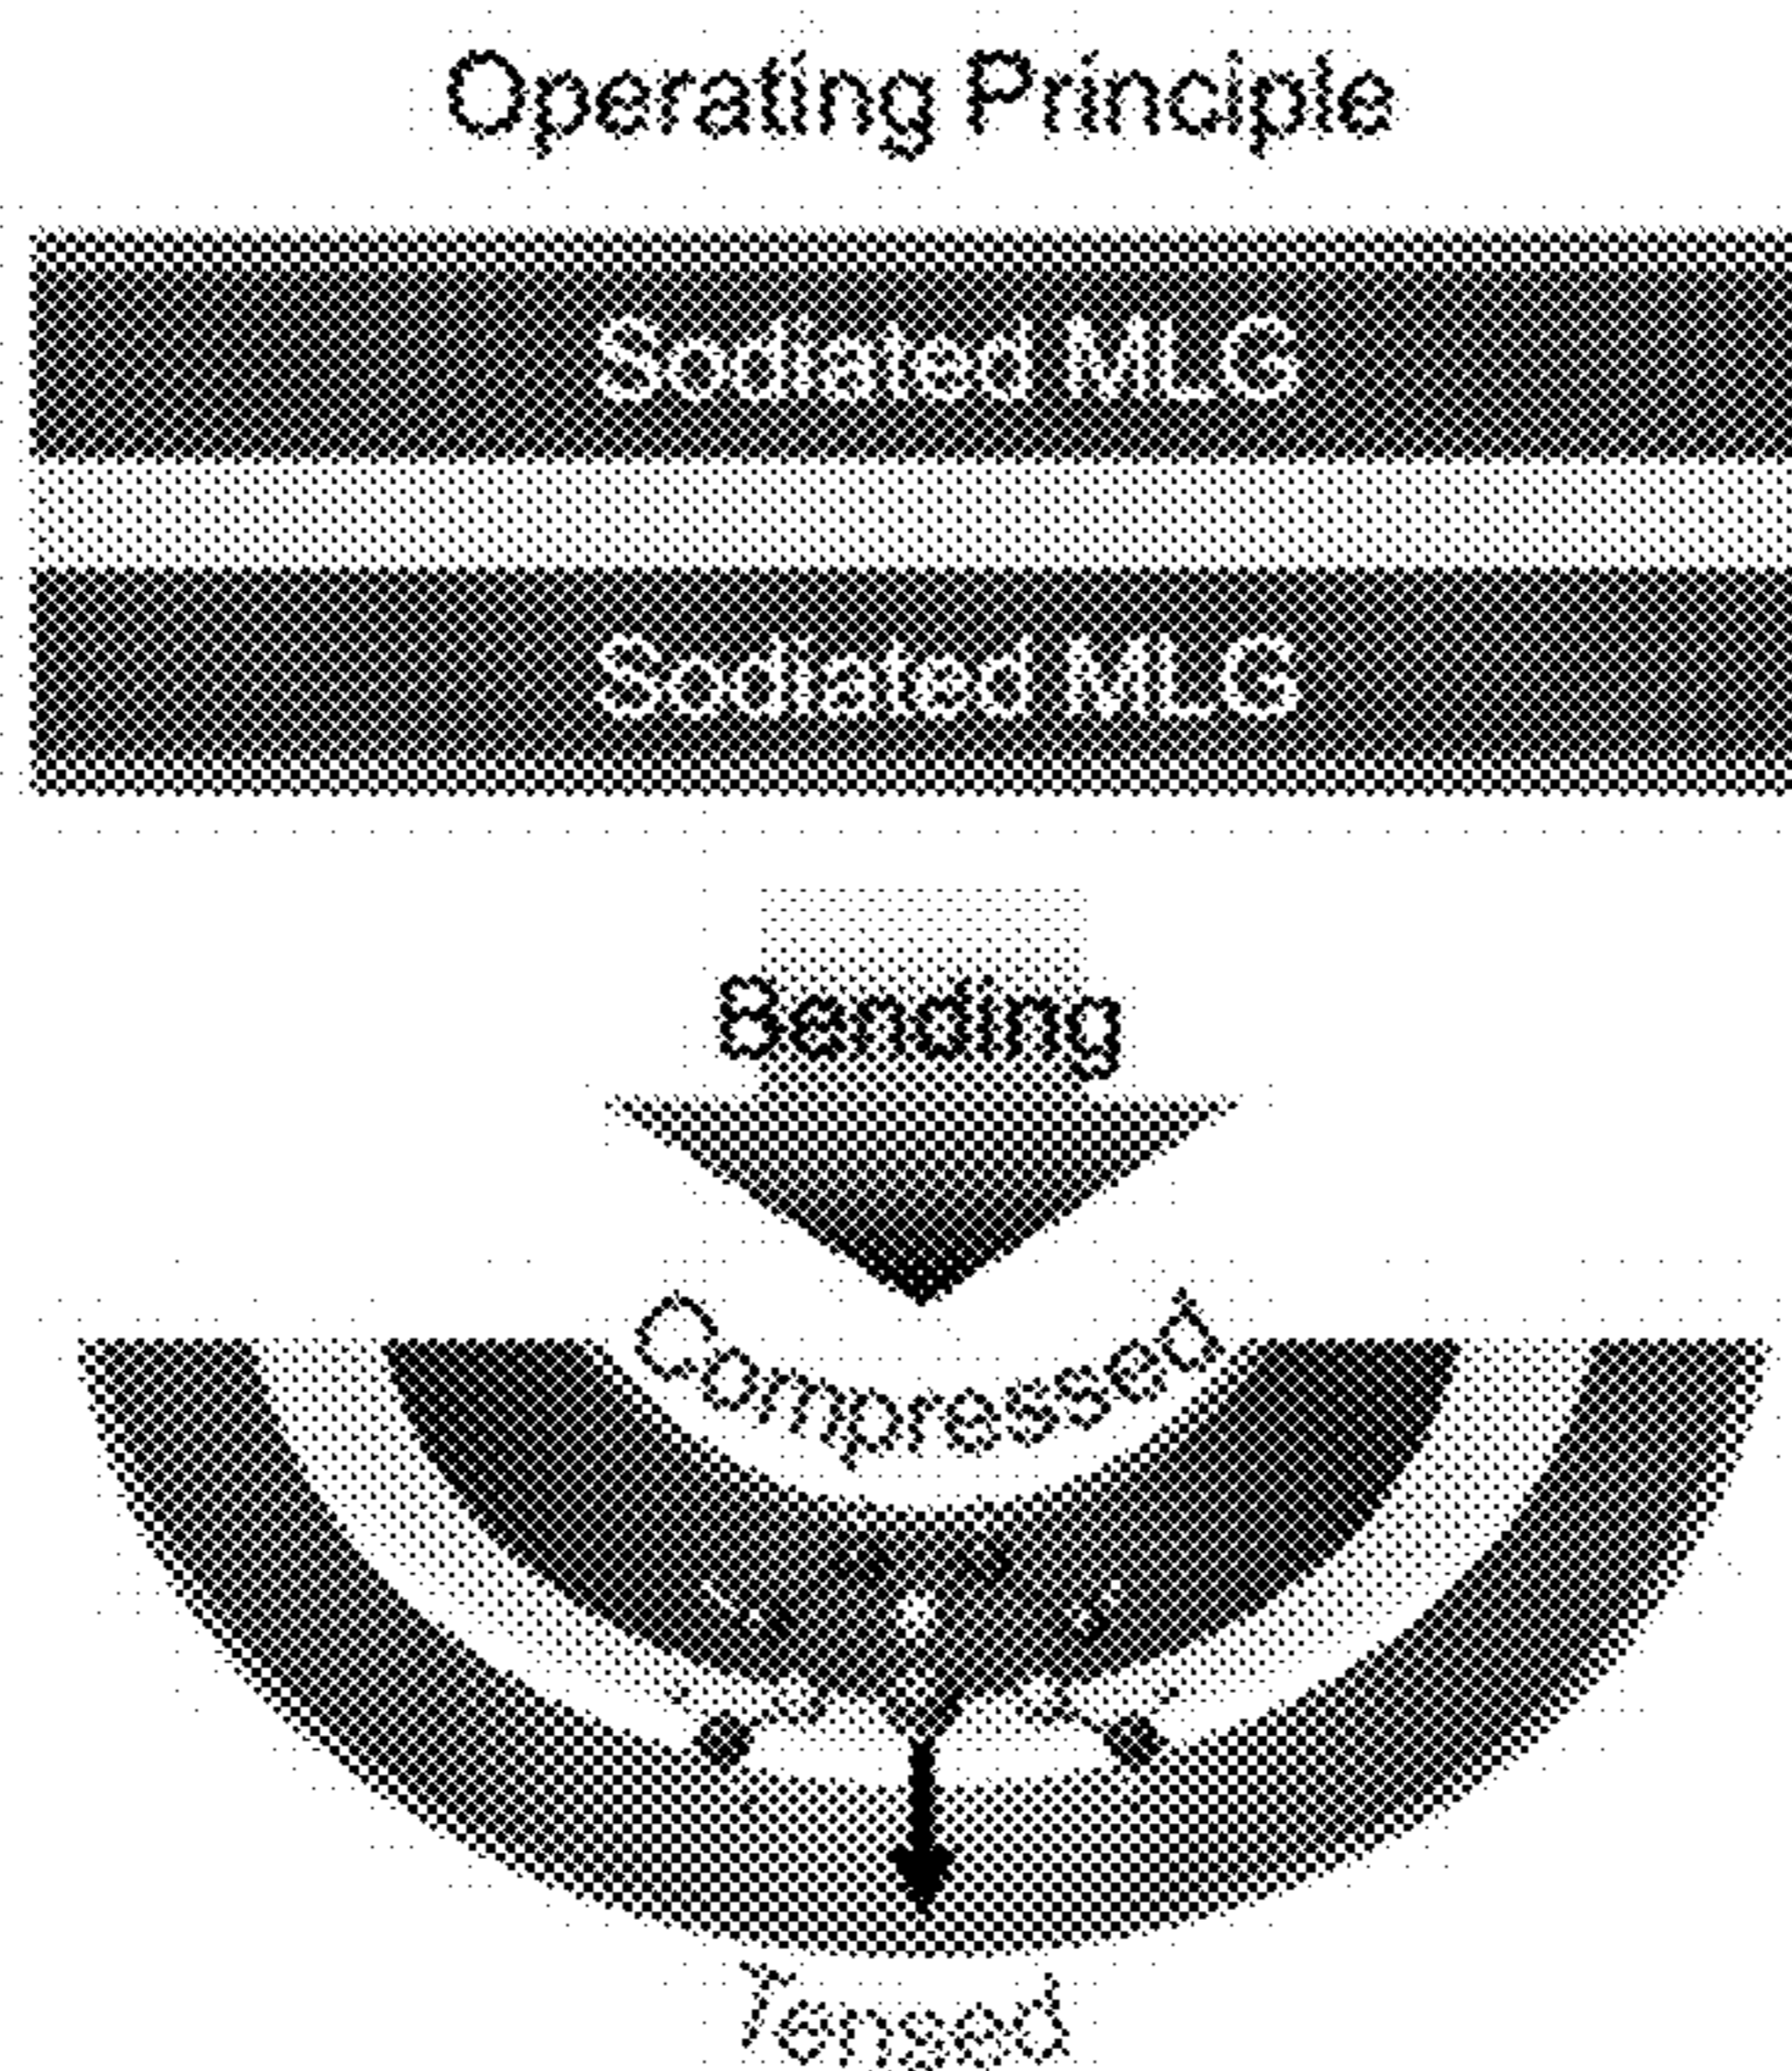 Operating Principle
Sodiated MLG
Sodiated MLG
Bending
Compressed
Tensed